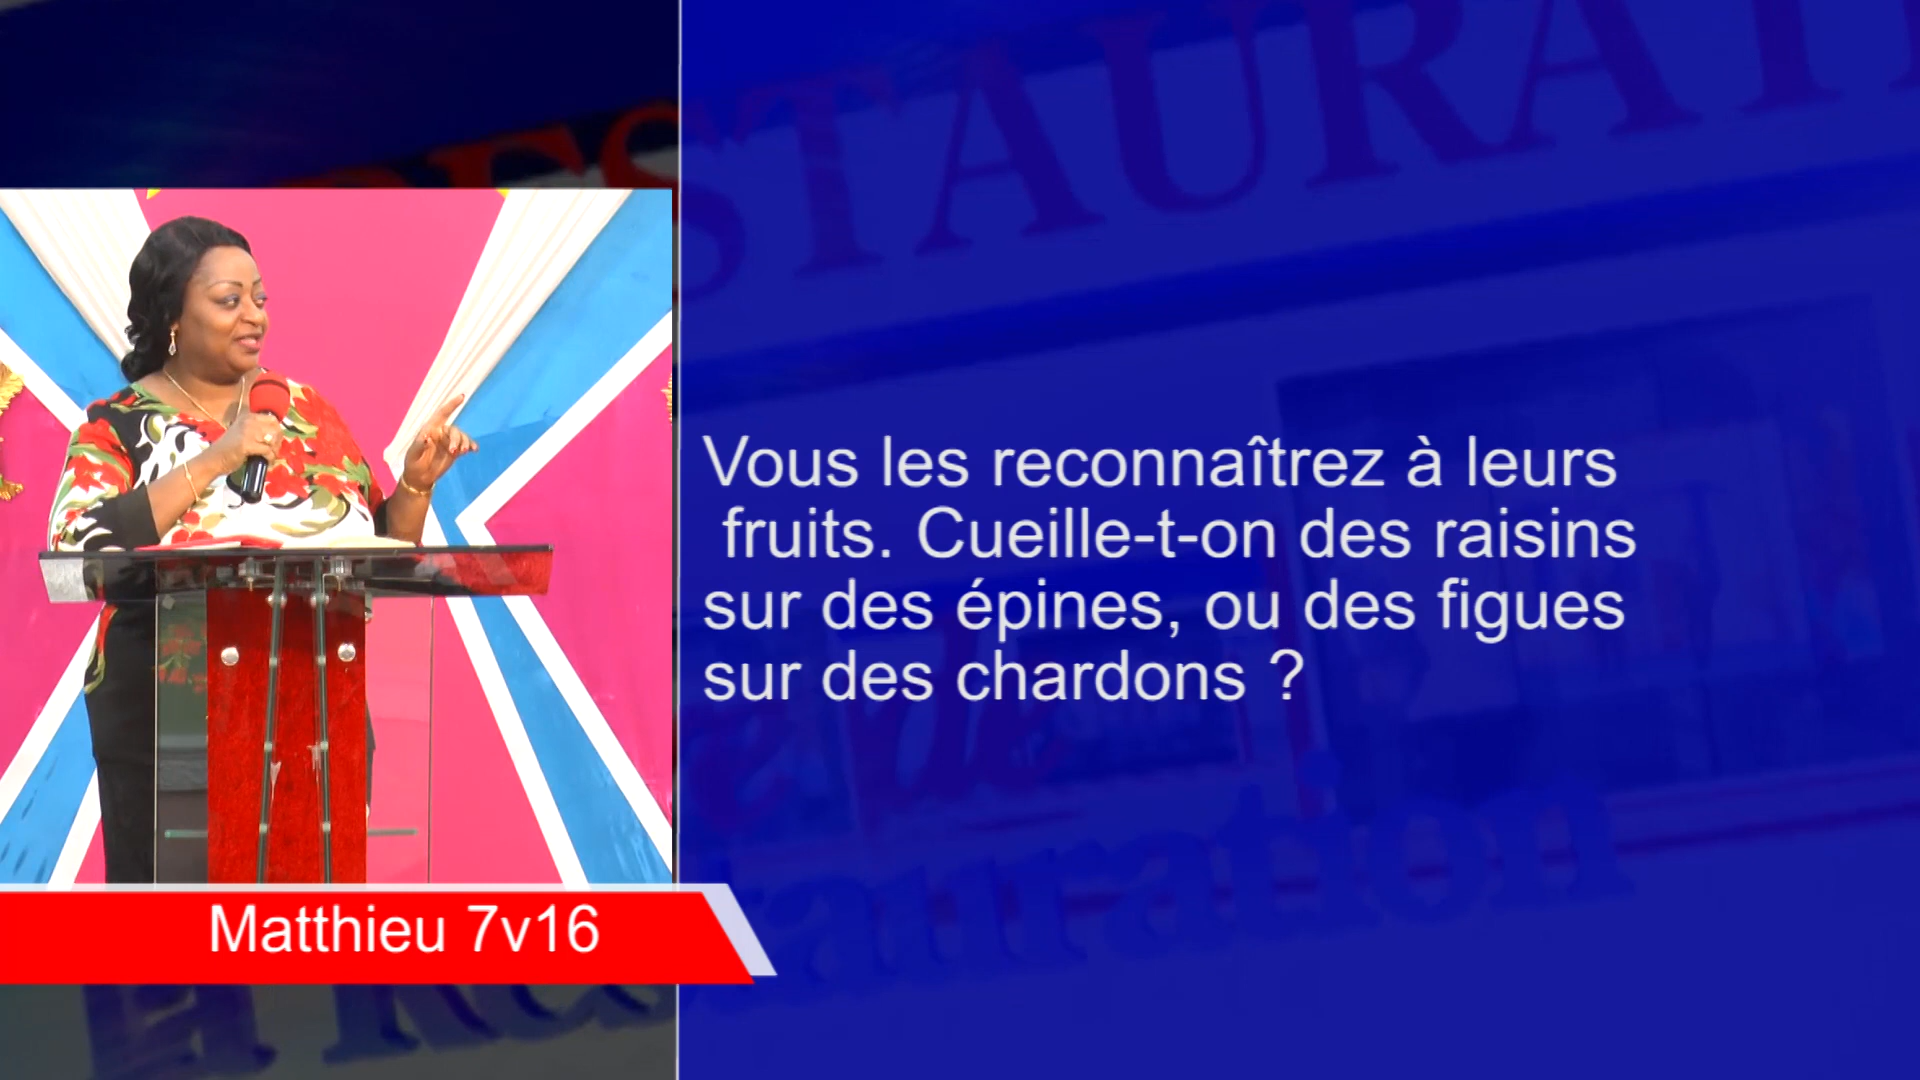 RESTAURATI
Vous les reconnaîtrez à leurs
fruits. Cueille-t-on des raisins
sur des épines, ou des figues
sur des chardons ?
Matthieu 7v16